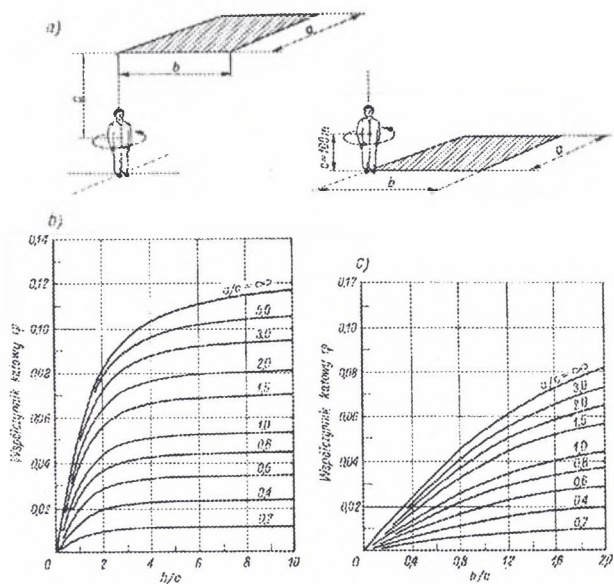 a)
a
b
c
c=100m
a
b
b)
Współczynnik kątowy φ
0,14
0,12
0,10
0,08
0,06
0,04
0,02
0
a/c = ∞
5,0
3,0
2,0
1,5
1,0
0,8
0,6
0,4
0,2
0 2 4 6 8 10
b/c
c)
Współczynnik kątowy φ
0,12
0,10
0,08
0,06
0,04
0,02
0
a/c = ∞
3,0
2,0
1,5
1,0
0,8
0,6
0,4
0,2
0 0,4 0,8 1,2 1,6 2,0